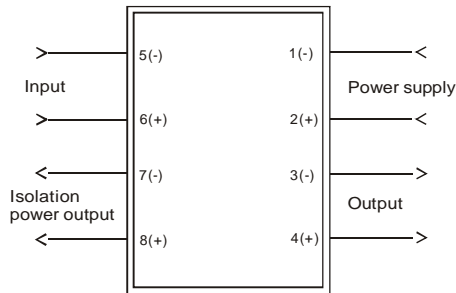 5(-)
1(-)
Input
Power supply
6(+)
2(+)
7(-)
3(-)
Isolation
power output
Output
8(+)
4(+)